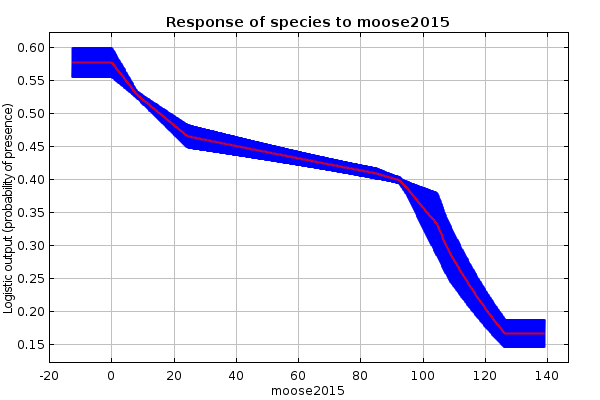 Response of species to moose2015
Logistic output (probability of presence)
0.60
0.55
0.50
0.45
0.40
0.35
0.30
0.25
0.20
0.15
-20 0 20 40 60 80 100 120 140
moose2015